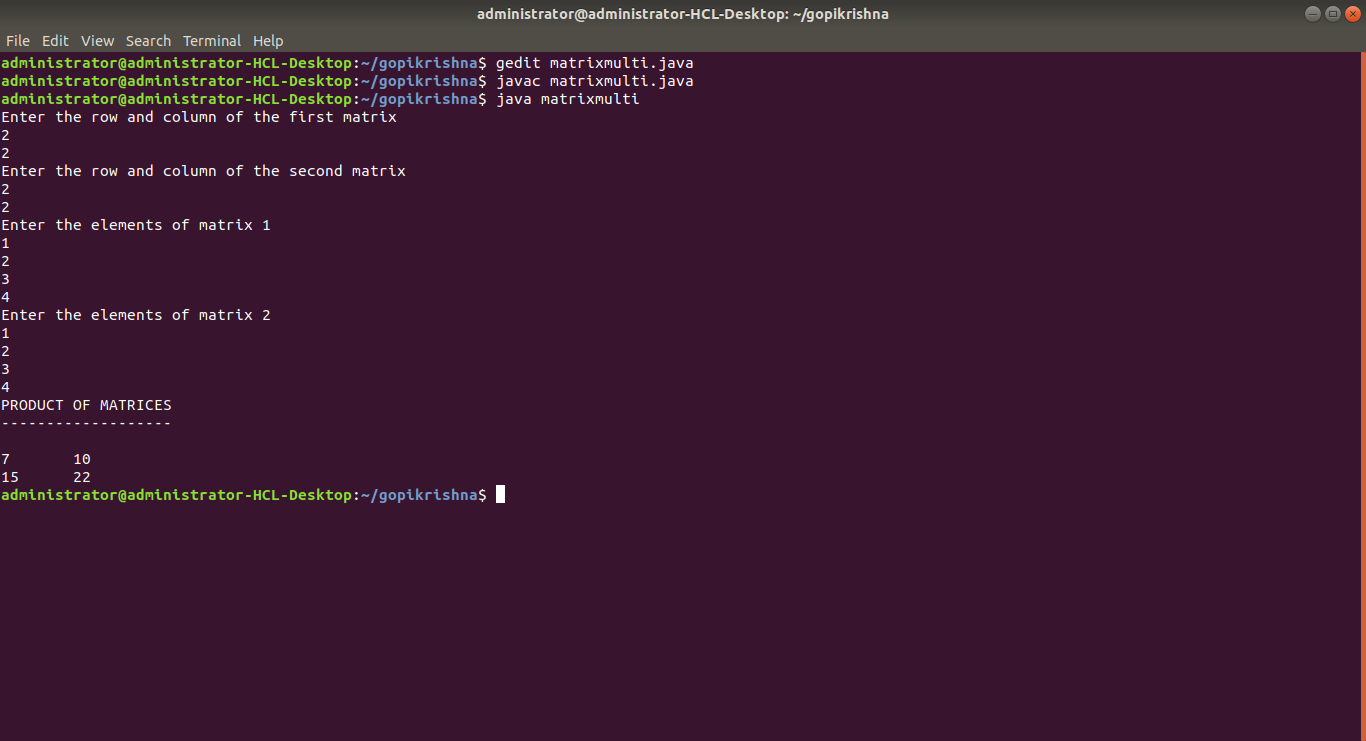 administrator@administrator-HCL-Desktop: ~/gopikrishna
File Edit View Search Terminal Help
administrator@administrator-HCL-Desktop:~/gopikrishna$ gedit matrixmulti.java
administrator@administrator-HCL-Desktop:~/gopikrishna$ javac matrixmulti.java
administrator@administrator-HCL-Desktop:~/gopikrishna$ java matrixmulti
Enter the row and column of the first matrix
2
2
Enter the row and column of the second matrix
2
2
Enter the elements of matrix 1
1
2
3
4
Enter the elements of matrix 2
1
2
3
4
PRODUCT OF MATRICES
-------------------
7 10
15 22
administrator@administrator-HCL-Desktop:~/gopikrishna$